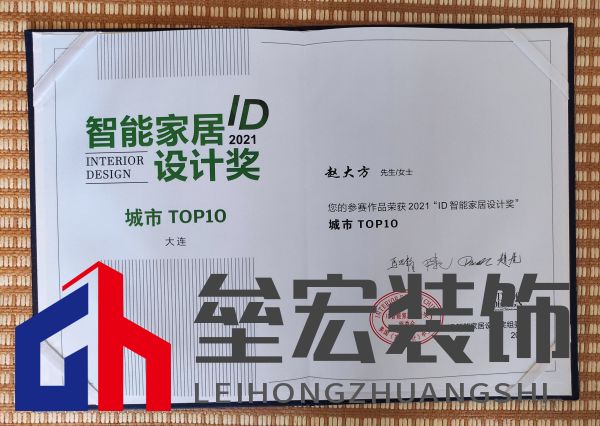 智能家居
ID
2021
INTERIOR
DESIGN
设计奖
城市 TOP10
大连
赵大方 先生/女士
您的参赛作品荣获 2021 “ID 智能家居设计奖”
城市 TOP10
垒宏装饰
LEIHONGZHUANGSHI